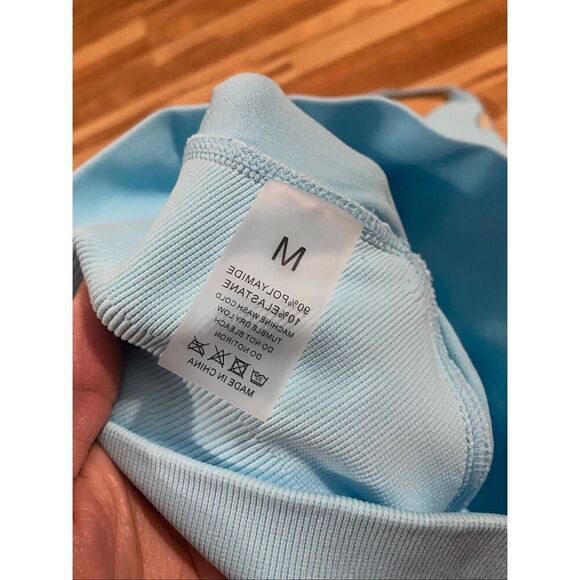 M
90%POLYAMIDE
10%ELASTANE
MACHINE WASH COLD
TUMBLE DRY LOW
DO NOT BLEACH
DO NOT IRON
MADE IN CHINA